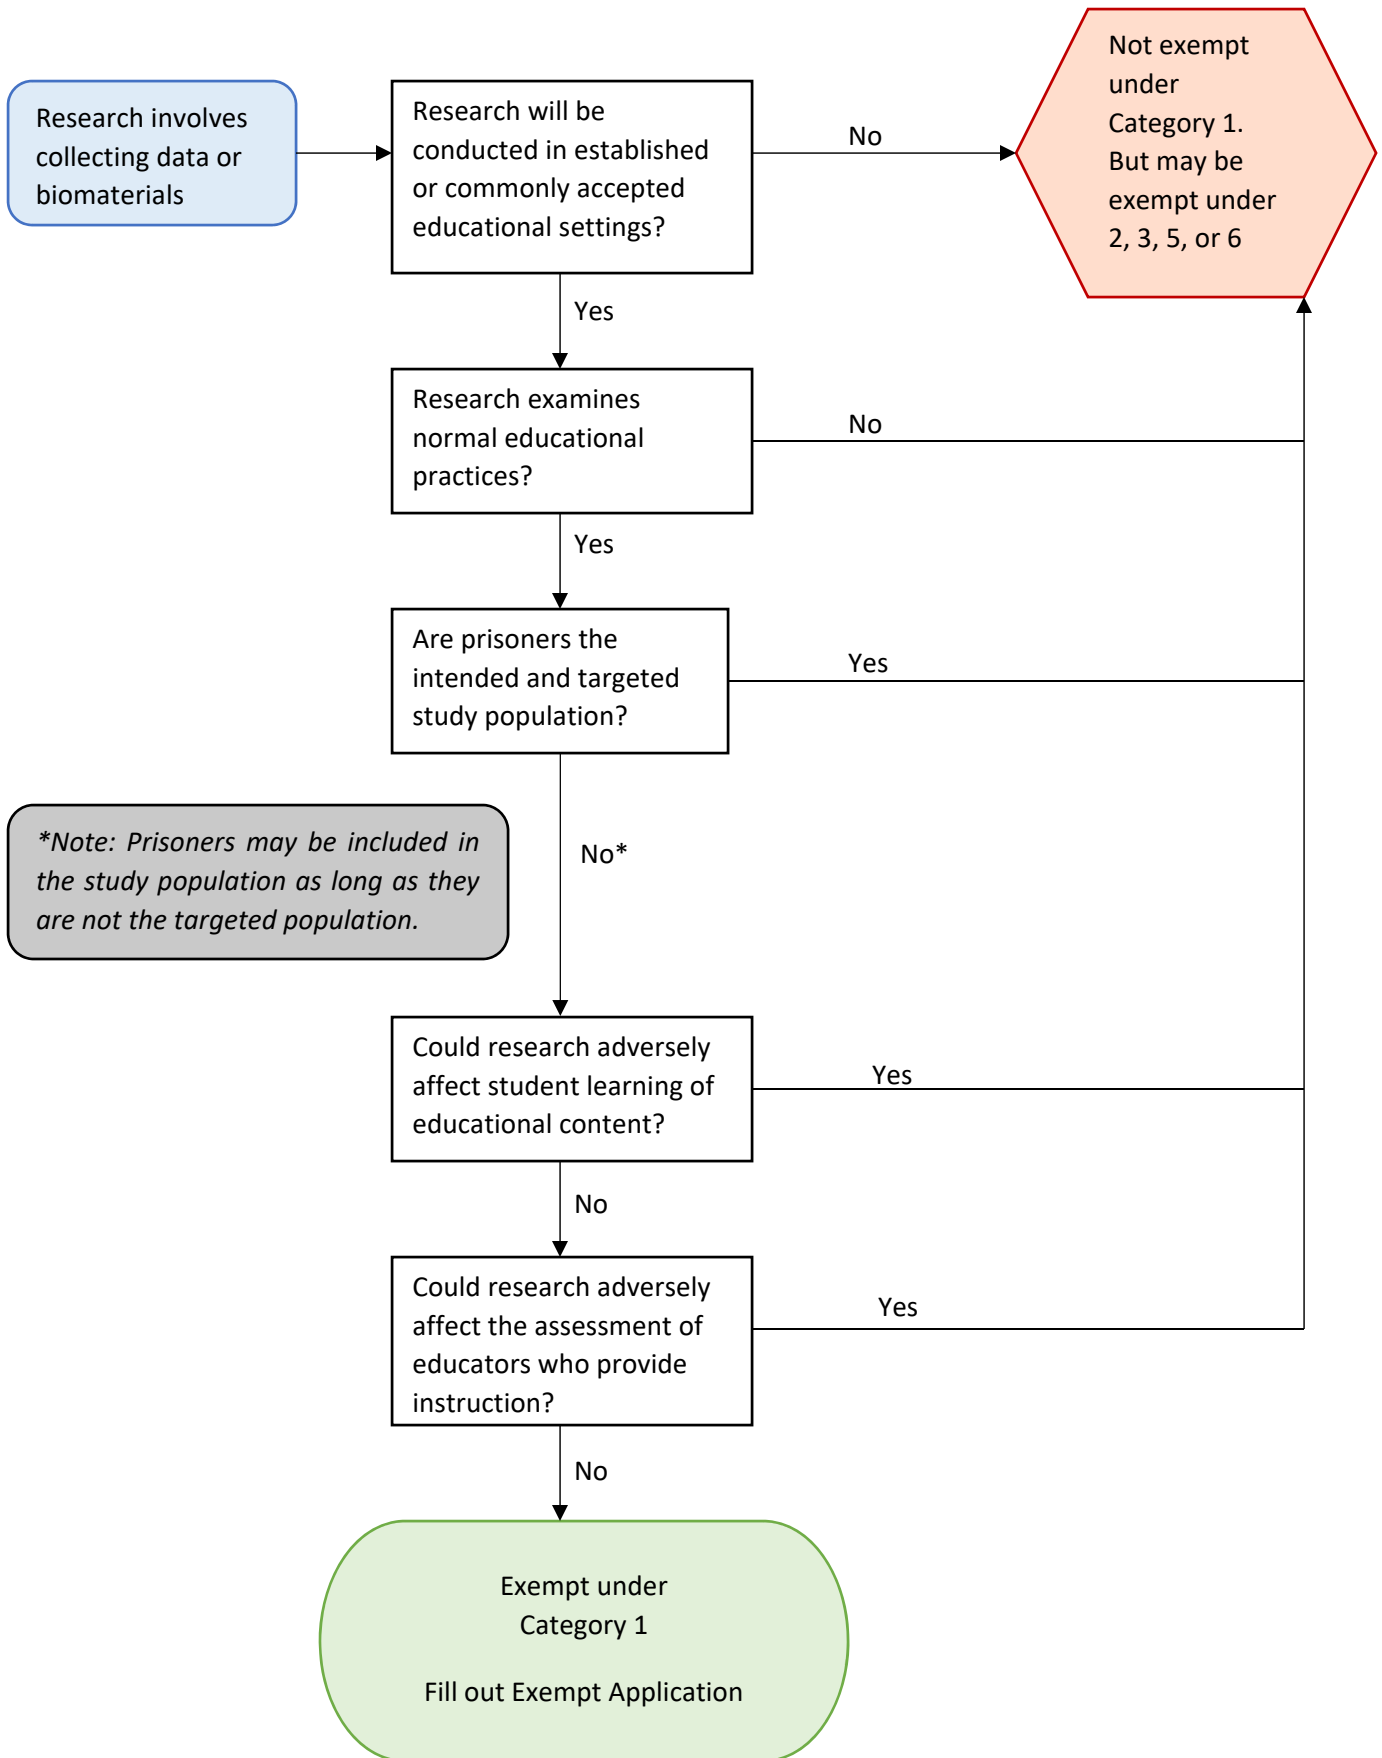 Research involves
collecting data or
biomaterials
Research will be
conducted in established
or commonly accepted
educational settings?
No
Not exempt
under
Category 1.
But may be
exempt under
2, 3, 5, or 6
Yes
Research examines
normal educational
practices?
No
Yes
Are prisoners the
intended and targeted
study population?
Yes
*Note: Prisoners may be included in
the study population as long as they
are not the targeted population.
No*
Could research adversely
affect student learning of
educational content?
Yes
No
Could research adversely
affect the assessment of
educators who provide
instruction?
Yes
No
Exempt under
Category 1
Fill out Exempt Application